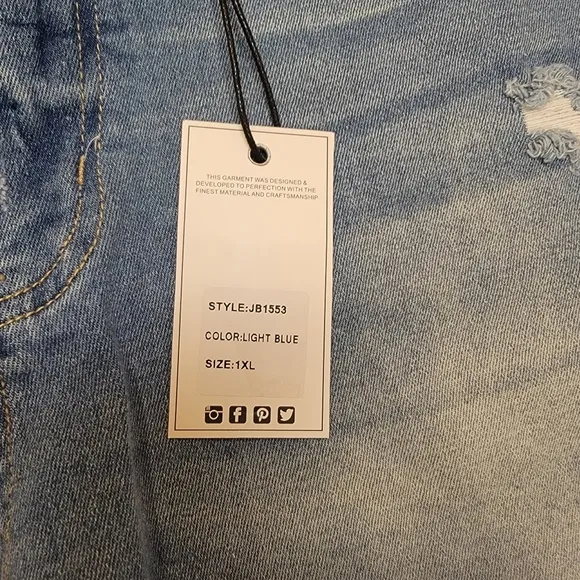 THIS GARMENT WAS DESIGNED &
DEVELOPED TO PERFECTION WITH THE
FINEST MATERIAL AND CRAFTSMANSHIP
STYLE:JB1553
COLOR:LIGHT BLUE
SIZE:1XL